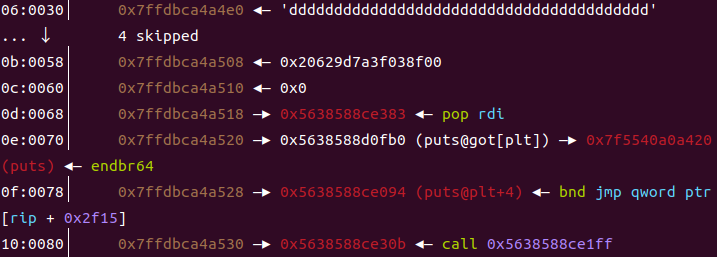 06:0030│ 0x7ffdbca4a4e0 ◂— 'dddddddddddddddddddddddddddddddddddddddd'
... ↓ 4 skipped
0b:0058│ 0x7ffdbca4a508 ◂— 0x20629d7a3f038f00
0c:0060│ 0x7ffdbca4a510 ◂— 0x0
0d:0068│ 0x7ffdbca4a518 —▸ 0x5638588ce383 ◂— pop rdi
0e:0070│ 0x7ffdbca4a520 —▸ 0x5638588d0fb0 (puts@got[plt]) —▸ 0x7f5540a0a420
(puts) ◂— endbr64
0f:0078│ 0x7ffdbca4a528 —▸ 0x5638588ce094 (puts@plt+4) ◂— bnd jmp qword ptr
[rip + 0x2f15]
10:0080│ 0x7ffdbca4a530 —▸ 0x5638588ce30b ◂— call 0x5638588ce1ff